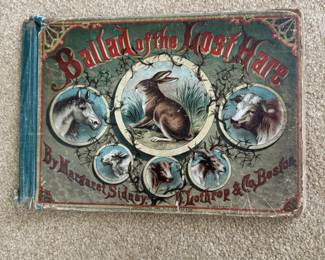 Ballad of the Lost Hare
By Margaret Sidney.
D Lothrop & Co, Boston